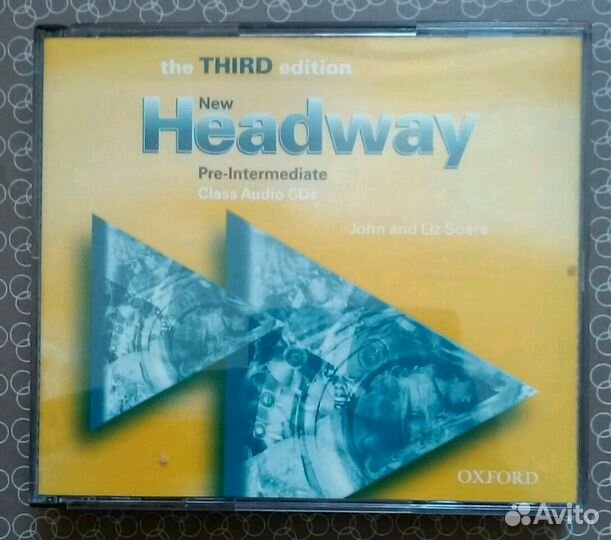 the THIRD edition
New
Headway
Pre-Intermediate
Class Audio CDs
John and Liz Soars
OXFORD
Avito